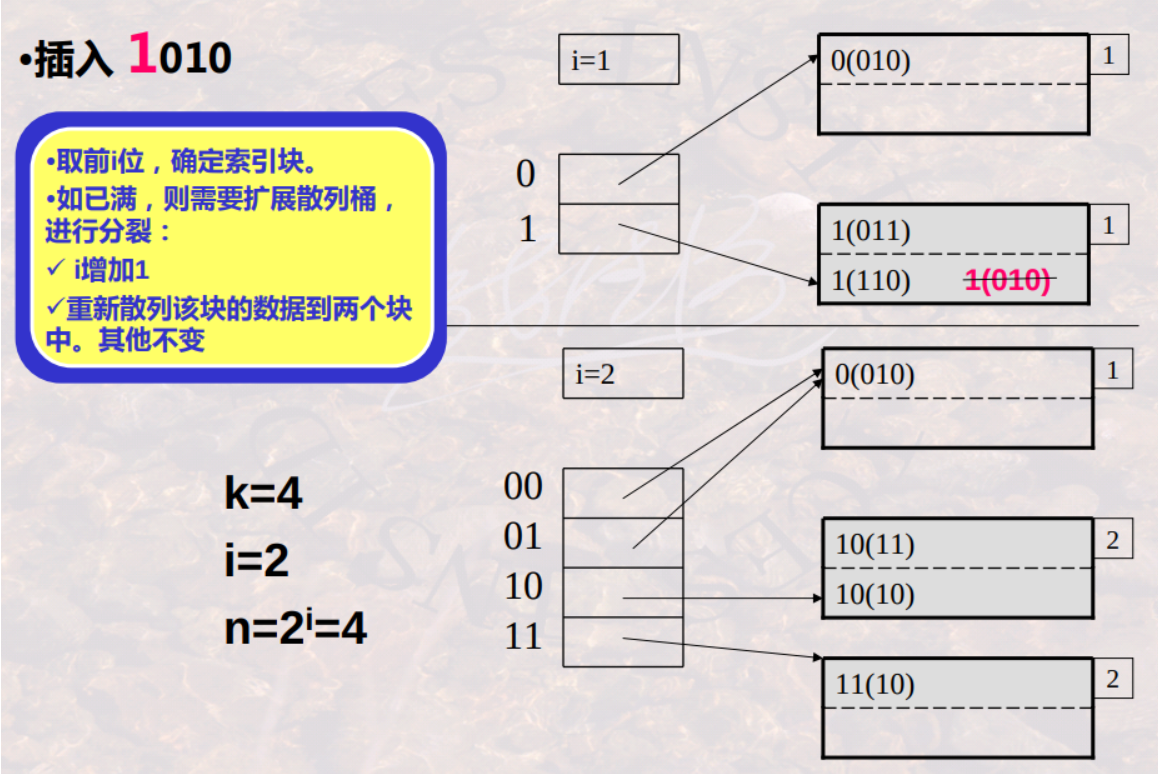 •插入 1010
•取前i位，确定索引块。
•如已满，则需要扩展散列桶，
进行分裂：
✓ i增加1
✓重新散列该块的数据到两个块
中。其他不变
k=4
i=2
n=2ⁱ=4
i=1
0
1
0(010)
1
1(011)
1(110) 1(010)
1
i=2
00
01
10
11
0(010)
1
10(11)
10(10)
2
11(10)
2